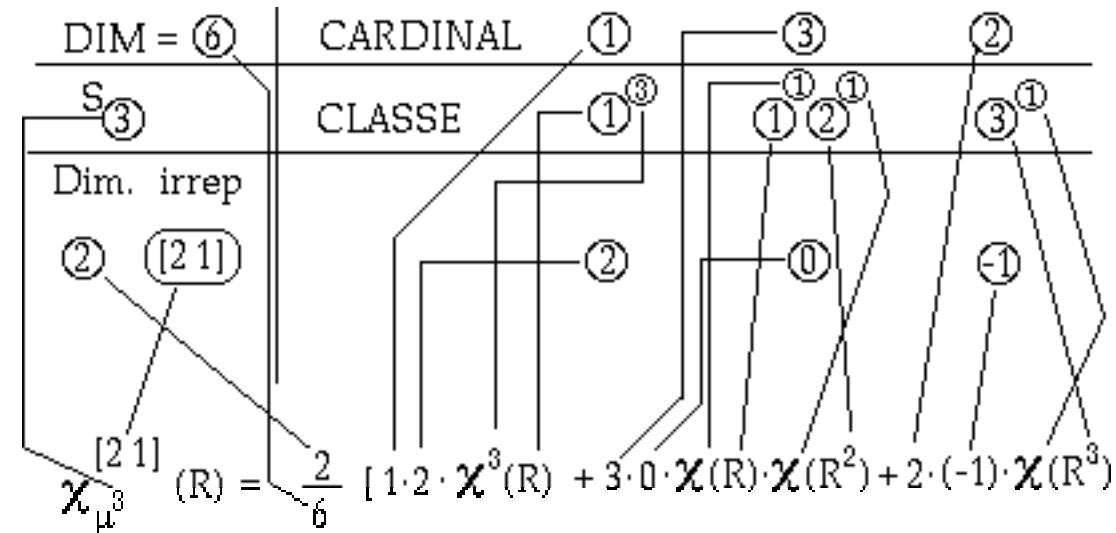 DIM = 6 CARDINAL 1 3 2
S3 CLASSE 1³ 1¹ 2¹ 3¹
Dim. irrep
2 [2 1] 2 0 -1
χ_μ³^[2 1] (R) = 2/6 [ 1·2 · χ³(R) + 3·0 · χ(R)·χ(R²) + 2·(-1)·χ(R³)